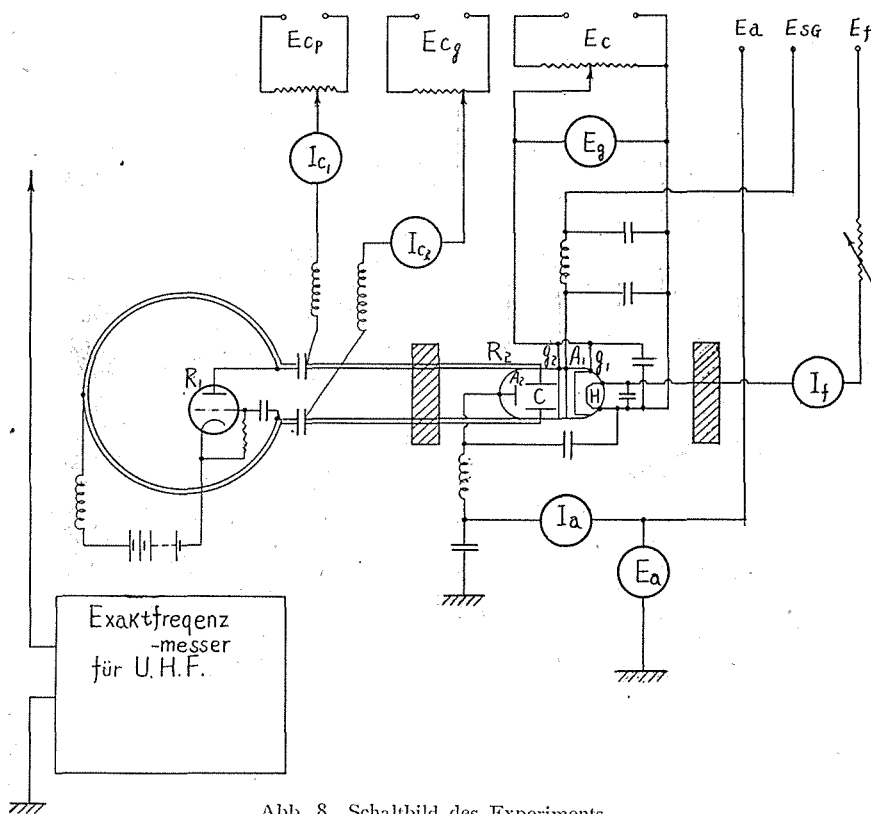 Ecp
Ecg
Ec
Ea
EsG
Ef
Ic1
Eg
Ic2
R1
R2
g2
A1
g1
A2
C
H
If
Ia
Ea
Exaktfreqenz
-messer
für U.H.F.
Abb. 8. Schaltbild des Experiments